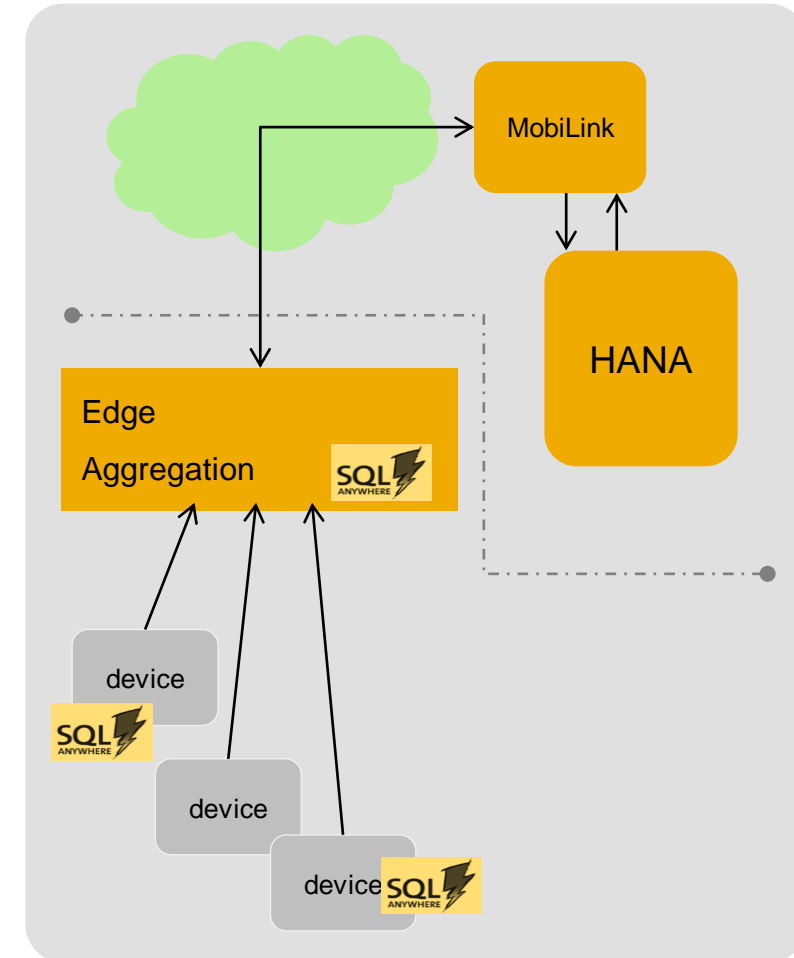 MobiLink
HANA
Edge
Aggregation
SQL
ANYWHERE
device
SQL
ANYWHERE
device
device
SQL
ANYWHERE